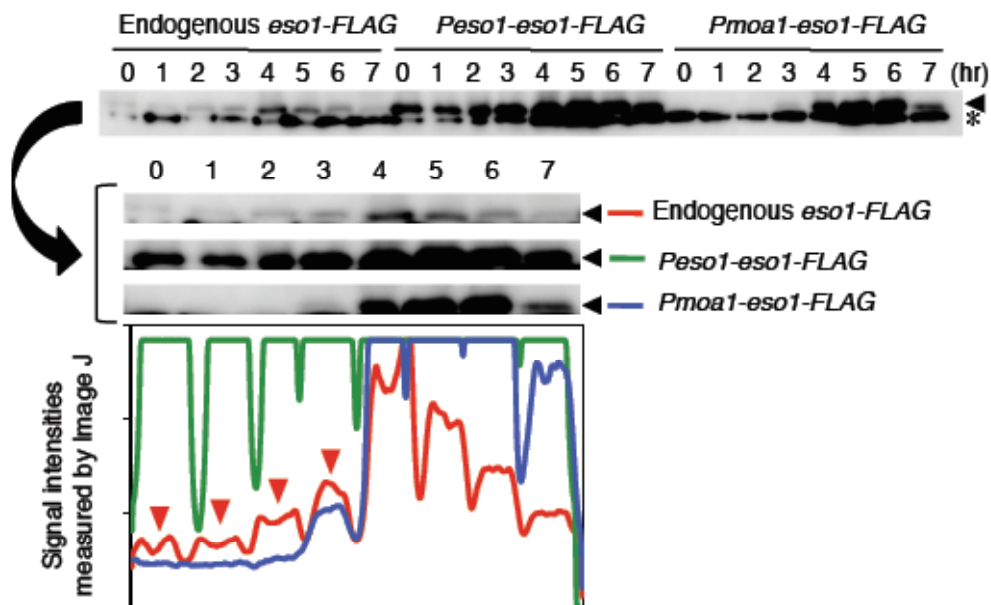 Endogenous eso1-FLAG Peso1-eso1-FLAG Pmoa1-eso1-FLAG
0 1 2 3 4 5 6 7 0 1 2 3 4 5 6 7 0 1 2 3 4 5 6 7 (hr)
*
0 1 2 3 4 5 6 7
Endogenous eso1-FLAG
Peso1-eso1-FLAG
Pmoa1-eso1-FLAG
Signal intensities
measured by Image J